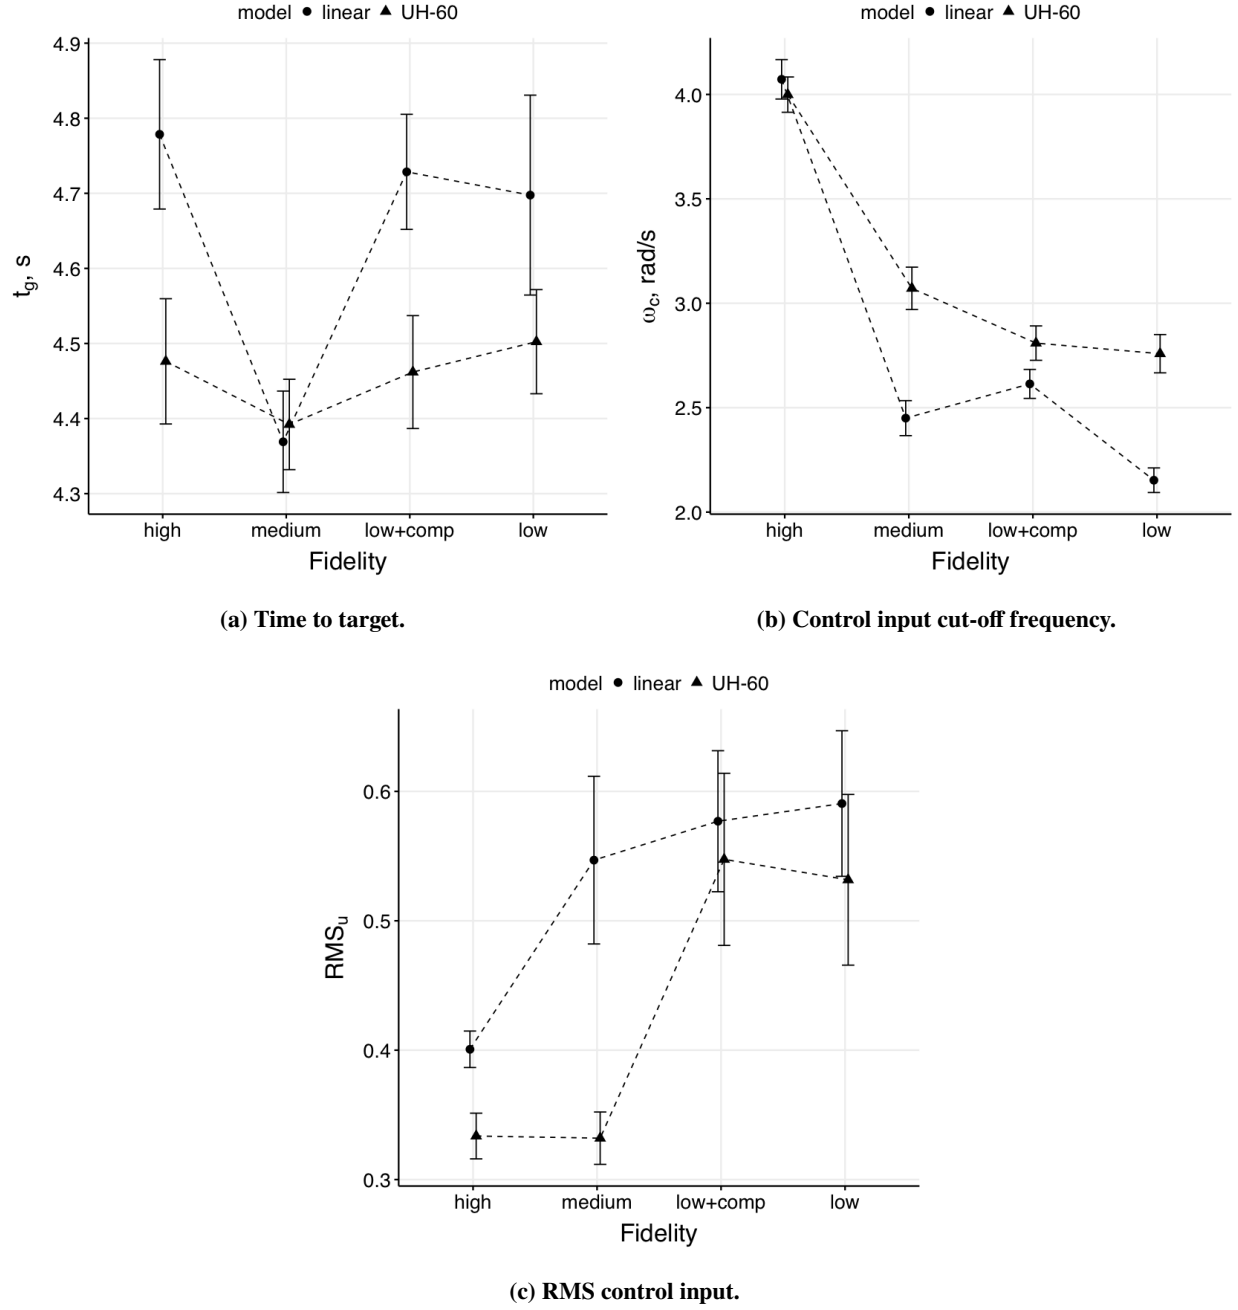 model linear UH-60
4.9
4.8
4.7
4.6
4.5
4.4
4.3
tg, s
high medium low+comp low
Fidelity
(a) Time to target.
model linear UH-60
4.0
3.5
3.0
2.5
2.0
ωc, rad/s
high medium low+comp low
Fidelity
(b) Control input cut-off frequency.
model linear UH-60
0.6
0.5
0.4
0.3
RMSu
high medium low+comp low
Fidelity
(c) RMS control input.